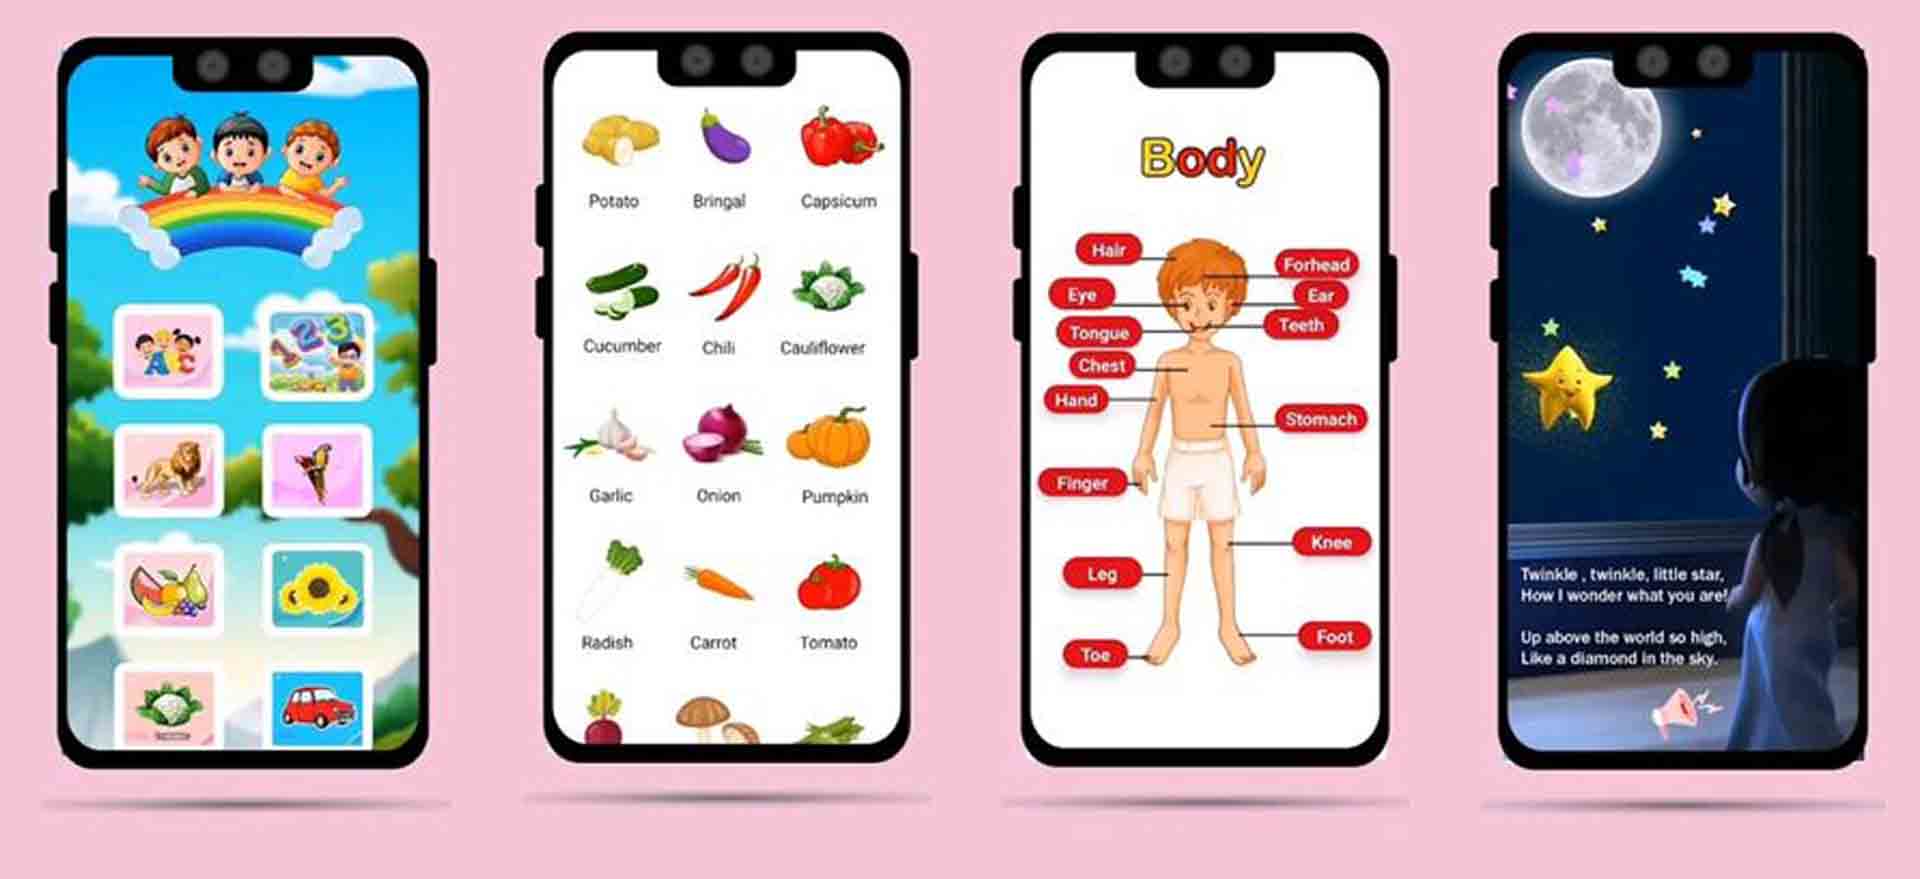 ABC
123
Potato
Bringal
Capsicum
Cucumber
Chili
Cauliflower
Garlic
Onion
Pumpkin
Radish
Carrot
Tomato
Body
Hair
Forhead
Eye
Ear
Tongue
Teeth
Chest
Hand
Stomach
Finger
Knee
Leg
Foot
Toe
Twinkle , twinkle, little star,
How I wonder what you are!
Up above the world so high,
Like a diamond in the sky.